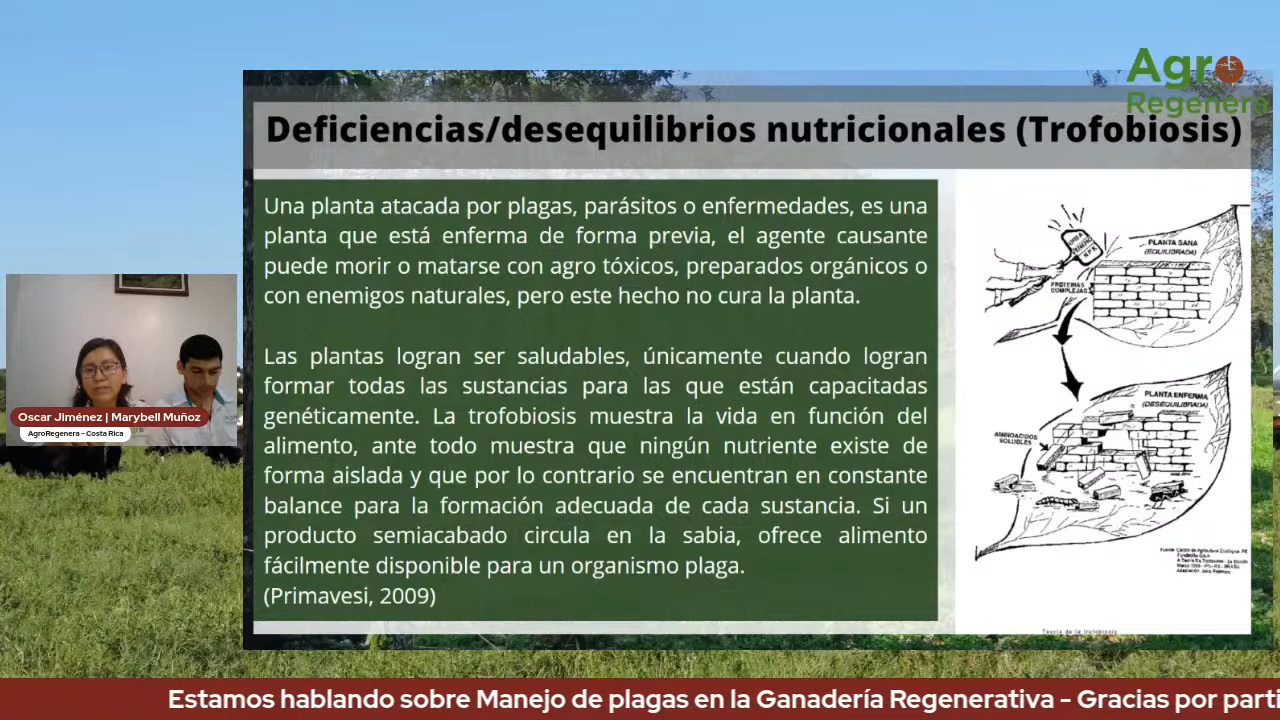 Agro
Regenera
Deficiencias/desequilibrios nutricionales (Trofobiosis)
Una planta atacada por plagas, parásitos o enfermedades, es una
planta que está enferma de forma previa, el agente causante
puede morir o matarse con agro tóxicos, preparados orgánicos o
con enemigos naturales, pero este hecho no cura la planta.
Las plantas logran ser saludables, únicamente cuando logran
formar todas las sustancias para las que están capacitadas
genéticamente. La trofobiosis muestra la vida en función del
alimento, ante todo muestra que ningún nutriente existe de
forma aislada y que por lo contrario se encuentran en constante
balance para la formación adecuada de cada sustancia. Si un
producto semiacabado circula en la sabia, ofrece alimento
fácilmente disponible para un organismo plaga.
(Primavesi, 2009)
PLANTA SANA
(EQUILIBRADA)
PROTEINAS
COMPLEJAS
PLANTA ENFERMA
(DESEQUILIBRADA)
AMINOACIDOS
SOLUBLES
Teoría de la trofobiosis
Oscar Jiménez | Marybell Muñoz
AgroRegenera - Costa Rica
Estamos hablando sobre Manejo de plagas en la Ganadería Regenerativa - Gracias por parti